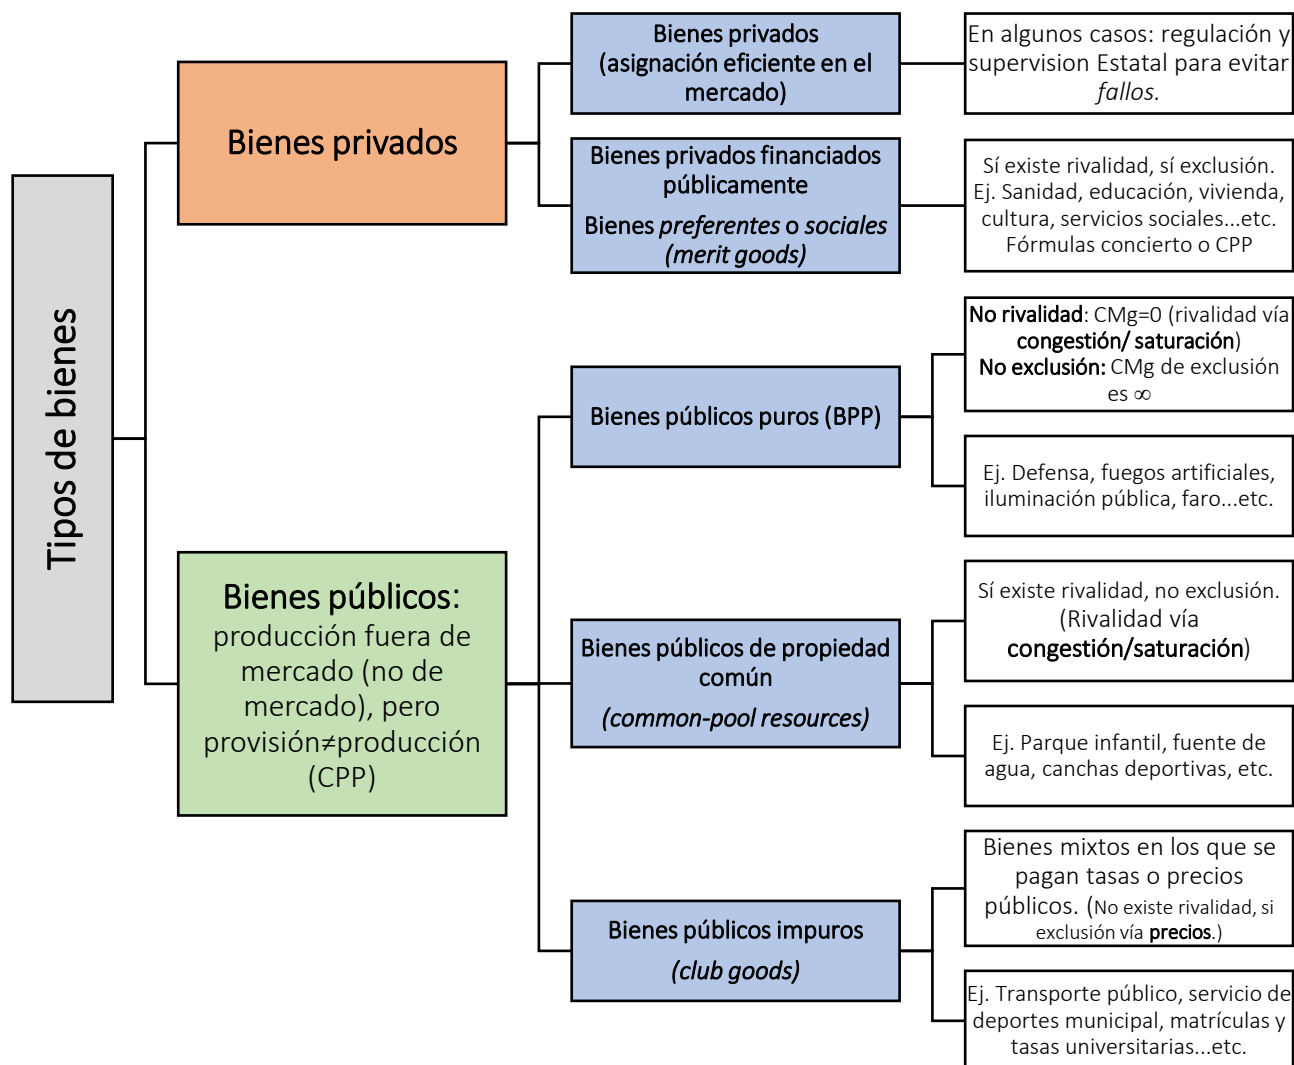 Tipos de bienes
Bienes privados
Bienes privados
(asignación eficiente en el
mercado)
En algunos casos: regulación y
supervision Estatal para evitar
fallos.
Bienes privados financiados
públicamente
Bienes preferentes o sociales
(merit goods)
Sí existe rivalidad, sí exclusión.
Ej. Sanidad, educación, vivienda,
cultura, servicios sociales...etc.
Fórmulas concierto o CPP
Bienes públicos:
producción fuera de
mercado (no de
mercado), pero
provisión≠producción
(CPP)
Bienes públicos puros (BPP)
No rivalidad: CMg=0 (rivalidad vía
congestión/ saturación)
No exclusión: CMg de exclusión
es ∞
Ej. Defensa, fuegos artificiales,
iluminación pública, faro...etc.
Bienes públicos de propiedad
común
(common-pool resources)
Sí existe rivalidad, no exclusión.
(Rivalidad vía
congestión/saturación)
Ej. Parque infantil, fuente de
agua, canchas deportivas, etc.
Bienes públicos impuros
(club goods)
Bienes mixtos en los que se
pagan tasas o precios
públicos. (No existe rivalidad, si
exclusión vía precios.)
Ej. Transporte público, servicio de
deportes municipal, matrículas y
tasas universitarias...etc.